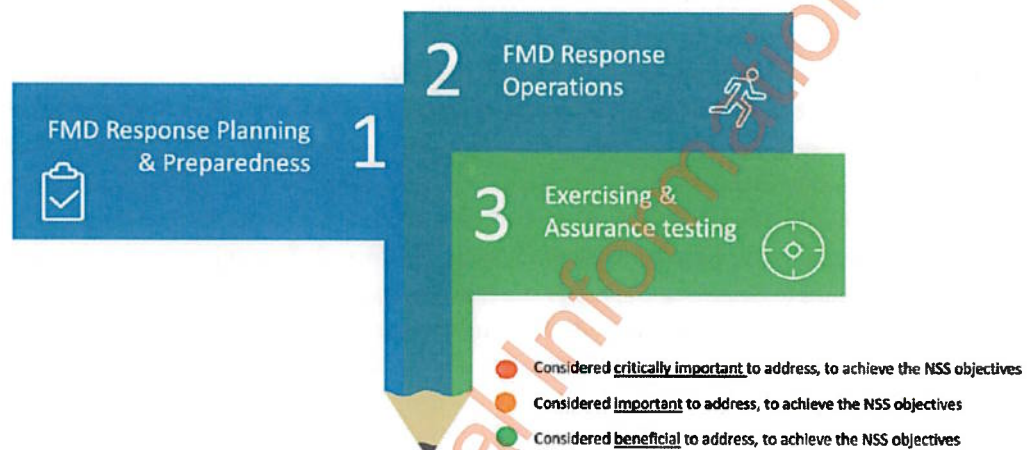 FMD Response Planning
& Preparedness
1
2
FMD Response
Operations
3
Exercising &
Assurance testing
Considered critically important to address, to achieve the NSS objectives
Considered important to address, to achieve the NSS objectives
Considered beneficial to address, to achieve the NSS objectives
al Information